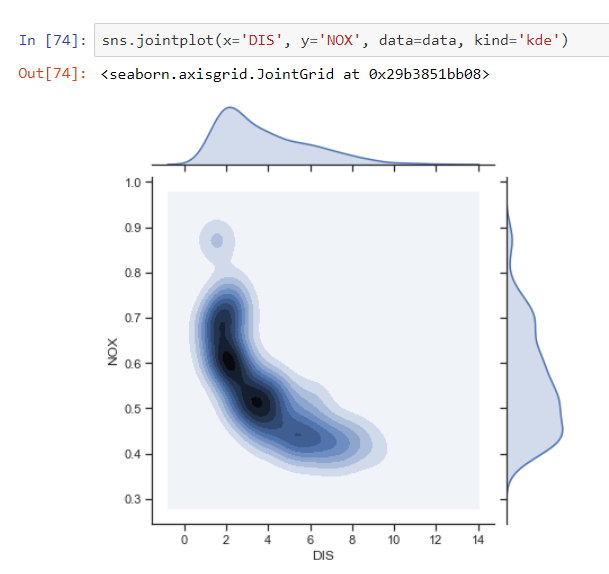 In [74]: sns.jointplot(x='DIS', y='NOX', data=data, kind='kde')
Out[74]: <seaborn.axisgrid.JointGrid at 0x29b3851bb08>
1.0
0.9
0.8
0.7
0.6
NOX
0.5
0.4
0.3
0 2 4 6 8 10 12 14
DIS